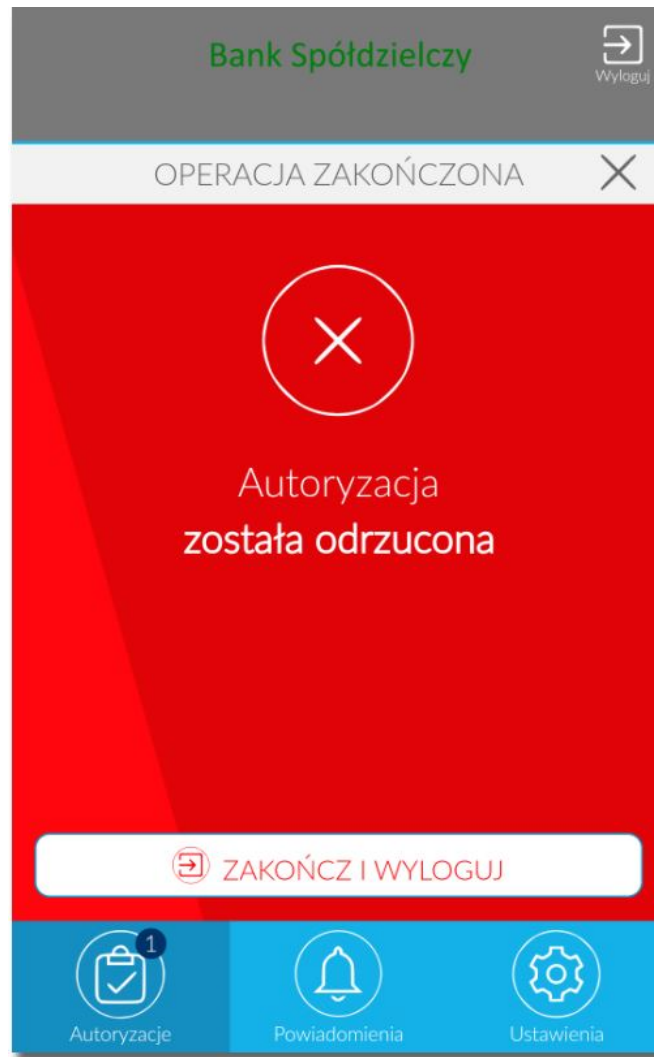 Bank Spółdzielczy
Wyloguj
OPERACJA ZAKOŃCZONA
Autoryzacja
została odrzucona
ZAKOŃCZ I WYLOGUJ
1
Autoryzacje
Powiadomienia
Ustawienia